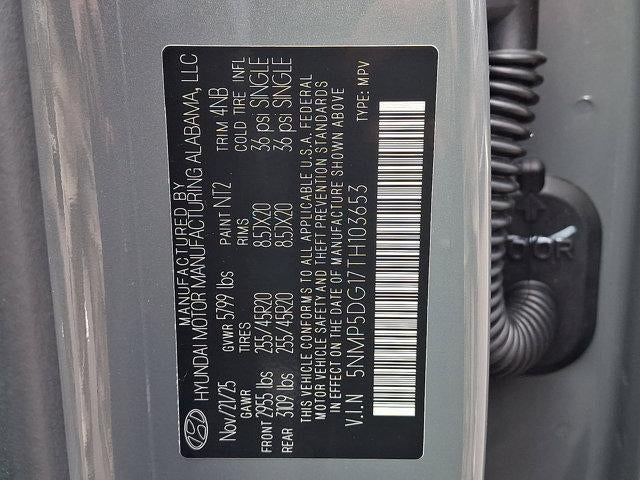 MANUFACTURED BY
HYUNDAI MOTOR MANUFACTURING ALABAMA, LLC
Nov/21/25 GVWR 5799 lbs PAINT NT2 TRIM 4NB
GAWR TIRES RIMS COLD TIRE INFL
FRONT 2955 lbs 255/45R20 8.5JX20 36 psi SINGLE
REAR 3109 lbs 255/45R20 8.5JX20 36 psi SINGLE
THIS VEHICLE CONFORMS TO ALL APPLICABLE U.S.A. FEDERAL
MOTOR VEHICLE SAFETY AND THEFT PREVENTION STANDARDS
IN EFFECT ON THE DATE OF MANUFACTURE SHOWN ABOVE
V.I.N 5NMP5DG17TH103653 TYPE: MPV